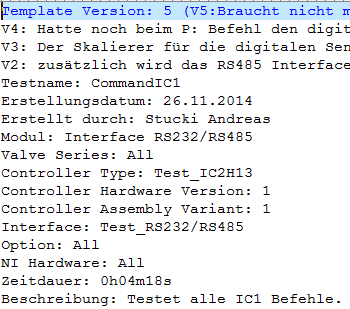 Template Version: 5 (V5:Braucht nicht m
V4: Hatte noch beim P: Befehl den digit
V3: Der Skalierer für die digitalen Sen
V2: zusätzlich wird das RS485 Interface
Testname: CommandIC1
Erstellungsdatum: 26.11.2014
Erstellt durch: Stucki Andreas
Modul: Interface RS232/RS485
Valve Series: All
Controller Type: Test_IC2H13
Controller Hardware Version: 1
Controller Assembly Variant: 1
Interface: Test_RS232/RS485
Option: All
NI Hardware: All
Zeitdauer: 0h04m18s
Beschreibung: Testet alle IC1 Befehle.